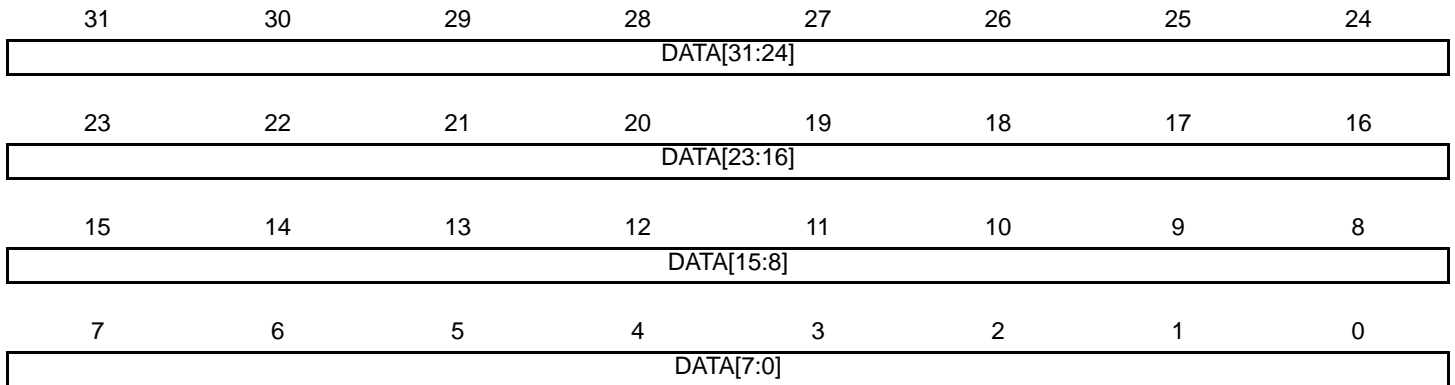 31 30 29 28 27 26 25 24
DATA[31:24]
23 22 21 20 19 18 17 16
DATA[23:16]
15 14 13 12 11 10 9 8
DATA[15:8]
7 6 5 4 3 2 1 0
DATA[7:0]